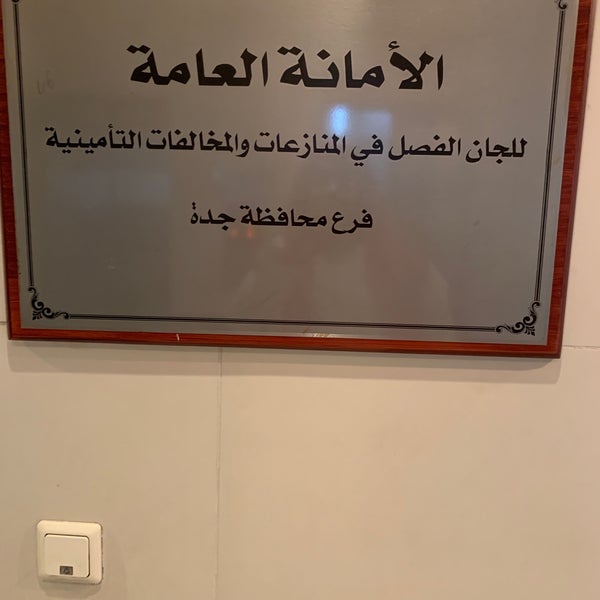 الأمانة العامة
للجان الفصل في المنازعات والمخالفات التأمينية
فرع محافظة جدة